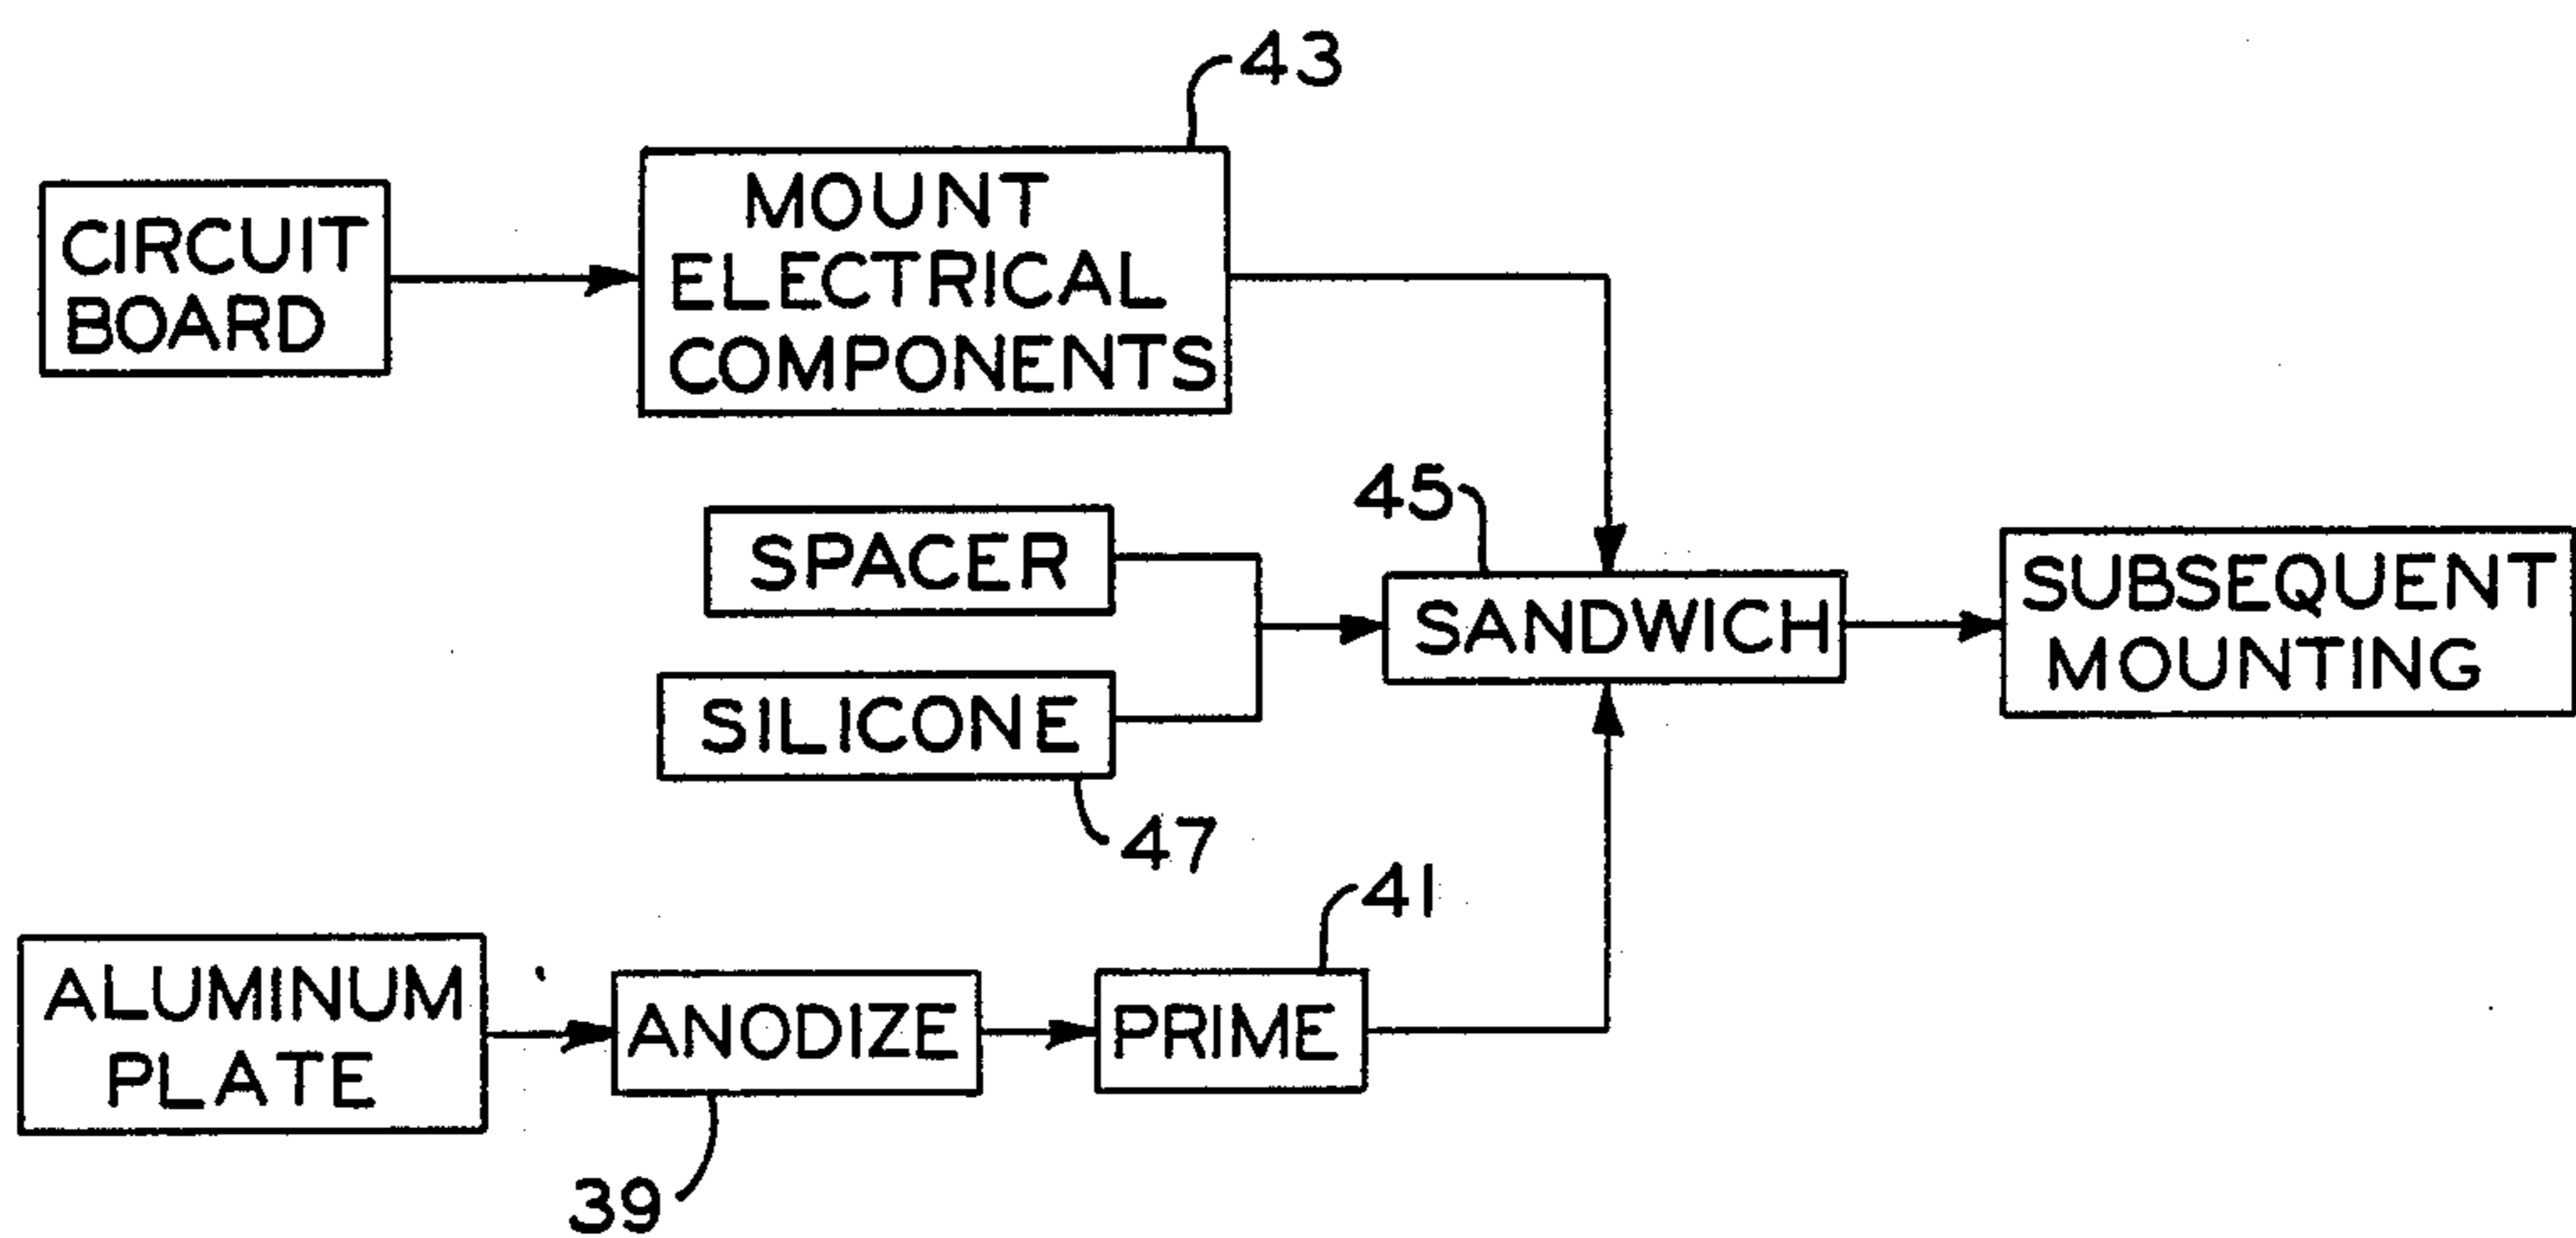 43
CIRCUIT
BOARD
MOUNT
ELECTRICAL
COMPONENTS
45
SPACER
SANDWICH
SUBSEQUENT
MOUNTING
SILICONE
47
41
ALUMINUM
PLATE
ANODIZE
PRIME
39